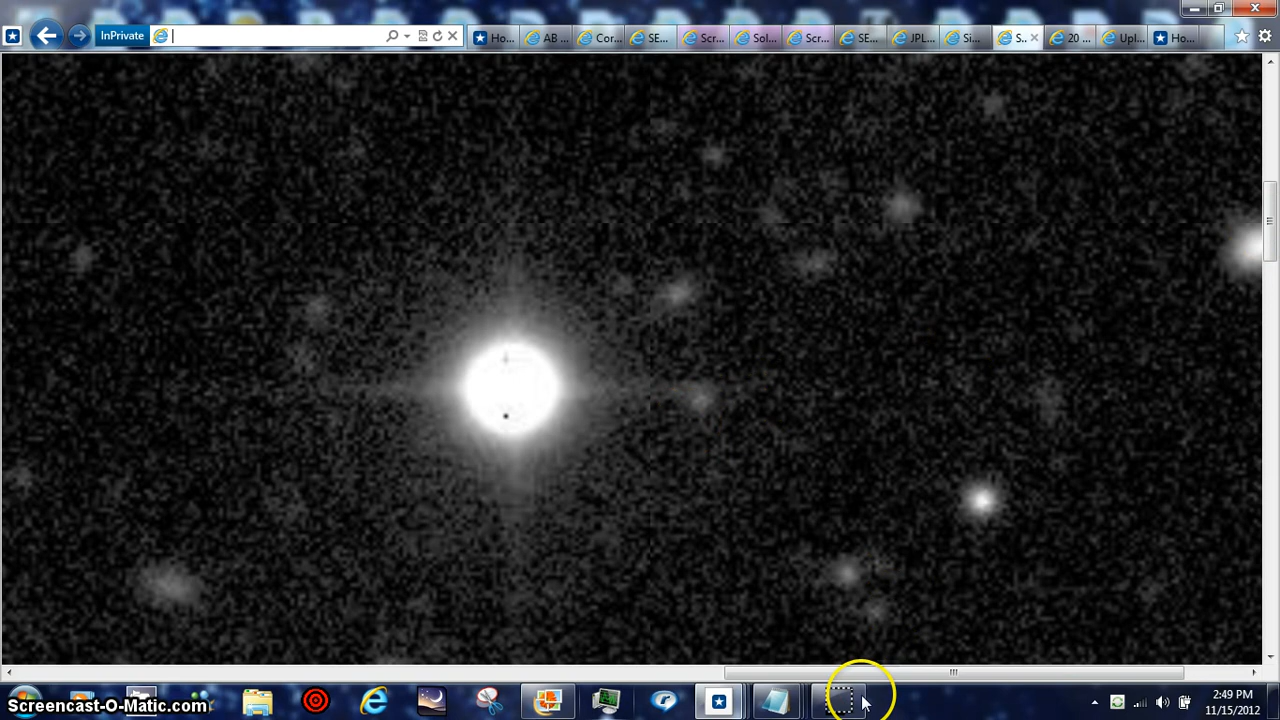 InPrivate
Ho... AB ... Cor... SE... Scr... Sol... Scr... SE... JPL... Si... S... 20 ... Upl... Ho...
2:49 PM
Screencast-O-Matic.com
11/15/2012